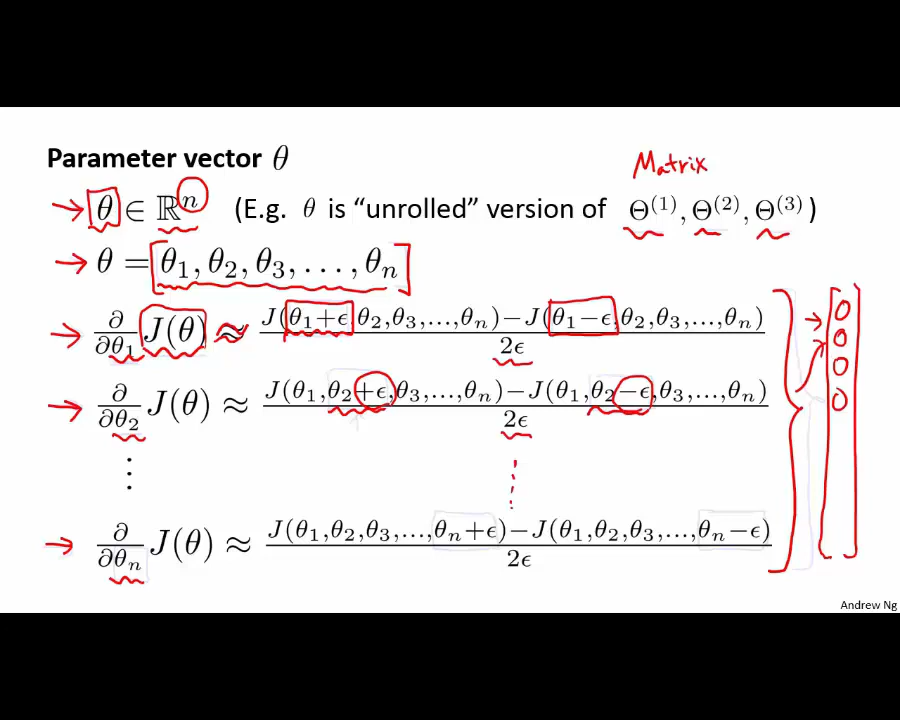 Parameter vector θ
Matrix
θ ∈ ℝⁿ (E.g. θ is “unrolled” version of Θ⁽¹⁾, Θ⁽²⁾, Θ⁽³⁾)
θ = [θ₁, θ₂, θ₃, …, θₙ]
∂/∂θ₁ J(θ) ≈ J(θ₁+ϵ,θ₂,θ₃,…,θₙ)−J(θ₁−ϵ,θ₂,θ₃,…,θₙ) / 2ϵ
∂/∂θ₂ J(θ) ≈ J(θ₁,θ₂+ϵ,θ₃,…,θₙ)−J(θ₁,θ₂−ϵ,θ₃,…,θₙ) / 2ϵ
⋮ ⋮
∂/∂θₙ J(θ) ≈ J(θ₁,θ₂,θ₃,…,θₙ+ϵ)−J(θ₁,θ₂,θ₃,…,θₙ−ϵ) / 2ϵ
Andrew Ng